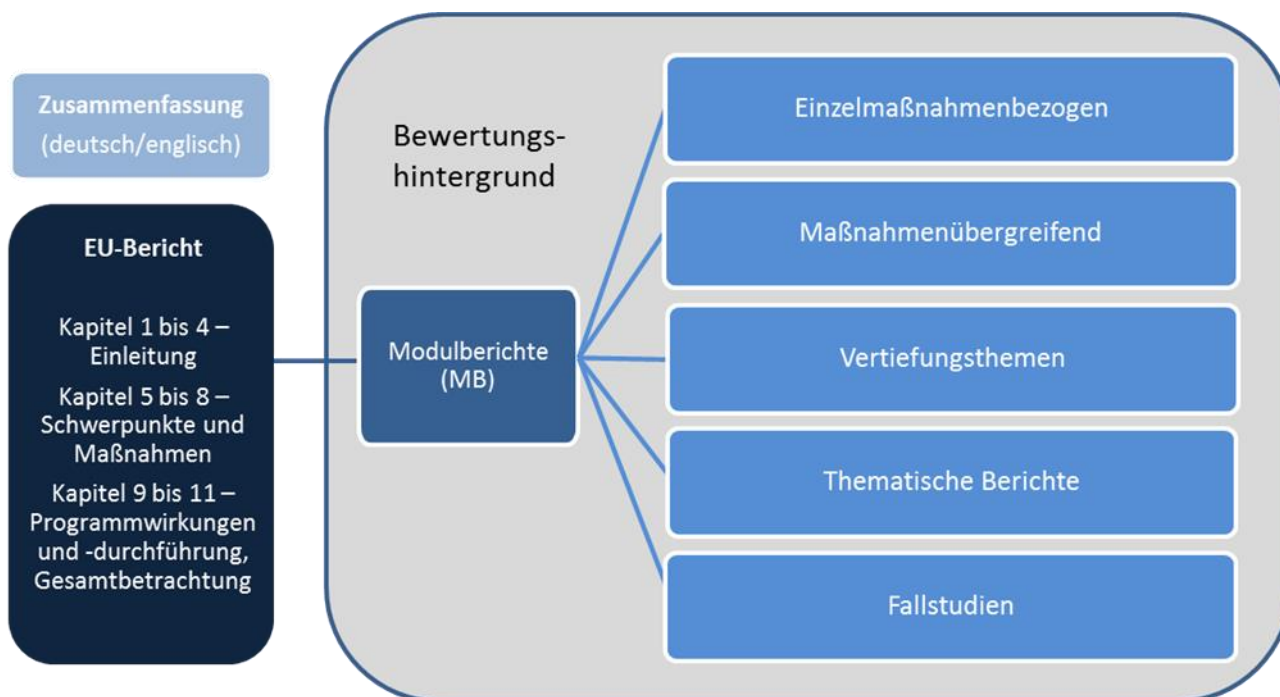 Zusammenfassung
(deutsch/englisch)
EU-Bericht
Kapitel 1 bis 4 –
Einleitung
Kapitel 5 bis 8 –
Schwerpunkte und
Maßnahmen
Kapitel 9 bis 11 –
Programmwirkungen
und -durchführung,
Gesamtbetrachtung
Bewertungs-
hintergrund
Modulberichte
(MB)
Einzelmaßnahmenbezogen
Maßnahmenübergreifend
Vertiefungsthemen
Thematische Berichte
Fallstudien